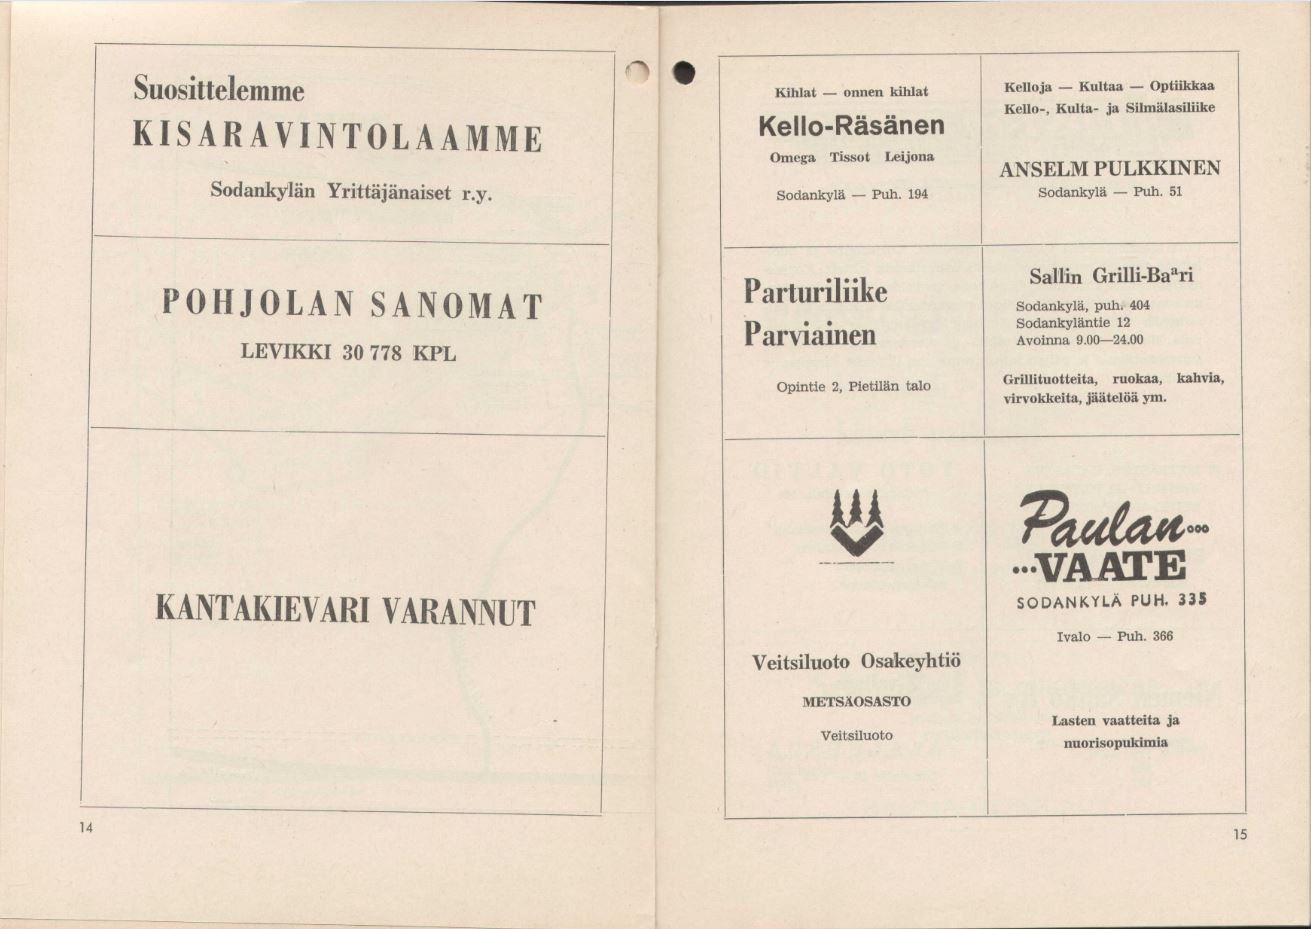 Suosittelemme
KISARAVINTOLAAMME
Sodankylän Yrittäjänaiset r.y.
POHJOLAN SANOMAT
LEVIKKI 30 778 KPL
KANTAKIEVARI VARANNUT
14
Kihlat — onnen kihlat
Kello-Räsänen
Omega Tissot Leijona
Sodankylä — Puh. 194
Kelloja — Kultaa — Optiikkaa
Kello-, Kulta- ja Silmälasiliike
ANSELM PULKKINEN
Sodankylä — Puh. 51
Parturiliike
Parviainen
Opintie 2, Pietilän talo
Sallin Grilli-Baari
Sodankylä, puh. 404
Sodankyläntie 12
Avoinna 9.00—24.00
Grillituotteita, ruokaa, kahvia,
virvokkeita, jäätelöä ym.
Veitsiluoto Osakeyhtiö
METSÄOSASTO
Veitsiluoto
Paulan...
...VAATE
SODANKYLÄ PUH. 335
Ivalo — Puh. 366
Lasten vaatteita ja
nuorisopukimia
15